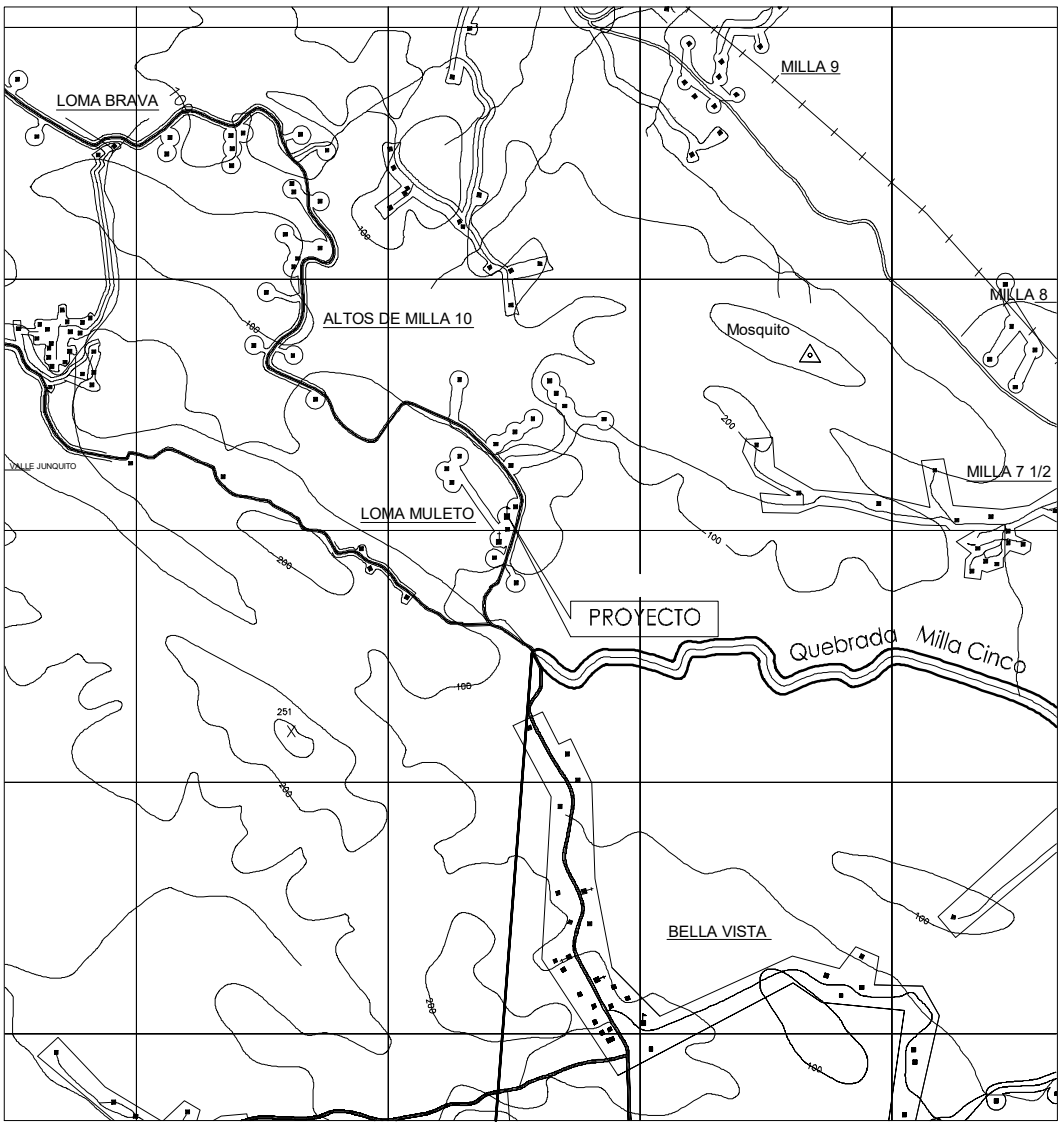 MILLA 9
LOMA BRAVA
100
100
MILLA 8
ALTOS DE MILLA 10
100
Mosquito
200
VALLE JUNQUITO
MILLA 7 1/2
LOMA MULETO
100
200
PROYECTO
Quebrada Milla Cinco
100
251
200
100
BELLA VISTA
200
100